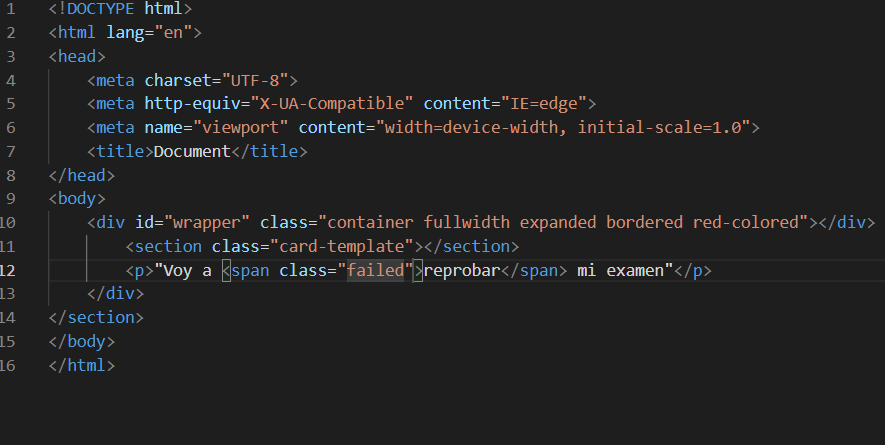 1 <!DOCTYPE html>
2 <html lang="en">
3 <head>
4     <meta charset="UTF-8">
5     <meta http-equiv="X-UA-Compatible" content="IE=edge">
6     <meta name="viewport" content="width=device-width, initial-scale=1.0">
7     <title>Document</title>
8 </head>
9 <body>
10     <div id="wrapper" class="container fullwidth expanded bordered red-colored"></div>
11         <section class="card-template"></section>
12         <p>"Voy a <span class="failed">reprobar</span> mi examen"</p>
13     </div>
14 </section>
15 </body>
16 </html>